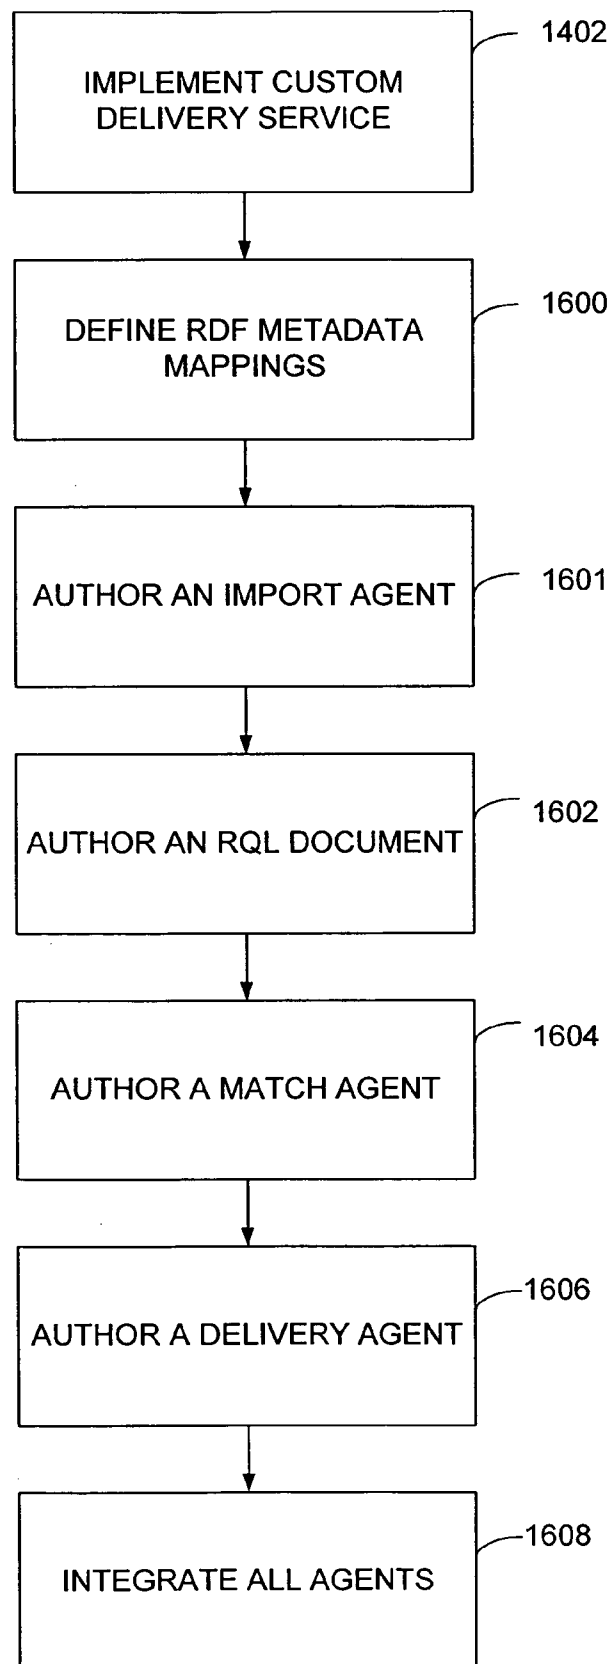 1402
IMPLEMENT CUSTOM
DELIVERY SERVICE
1600
DEFINE RDF METADATA
MAPPINGS
1601
AUTHOR AN IMPORT AGENT
1602
AUTHOR AN RQL DOCUMENT
1604
AUTHOR A MATCH AGENT
1606
AUTHOR A DELIVERY AGENT
1608
INTEGRATE ALL AGENTS